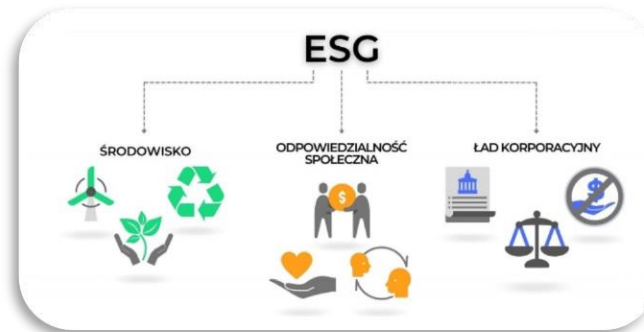 ESG
ŚRODOWISKO
ODPOWIEDZIALNOŚĆ
SPOŁECZNA
ŁAD KORPORACYJNY
$
$